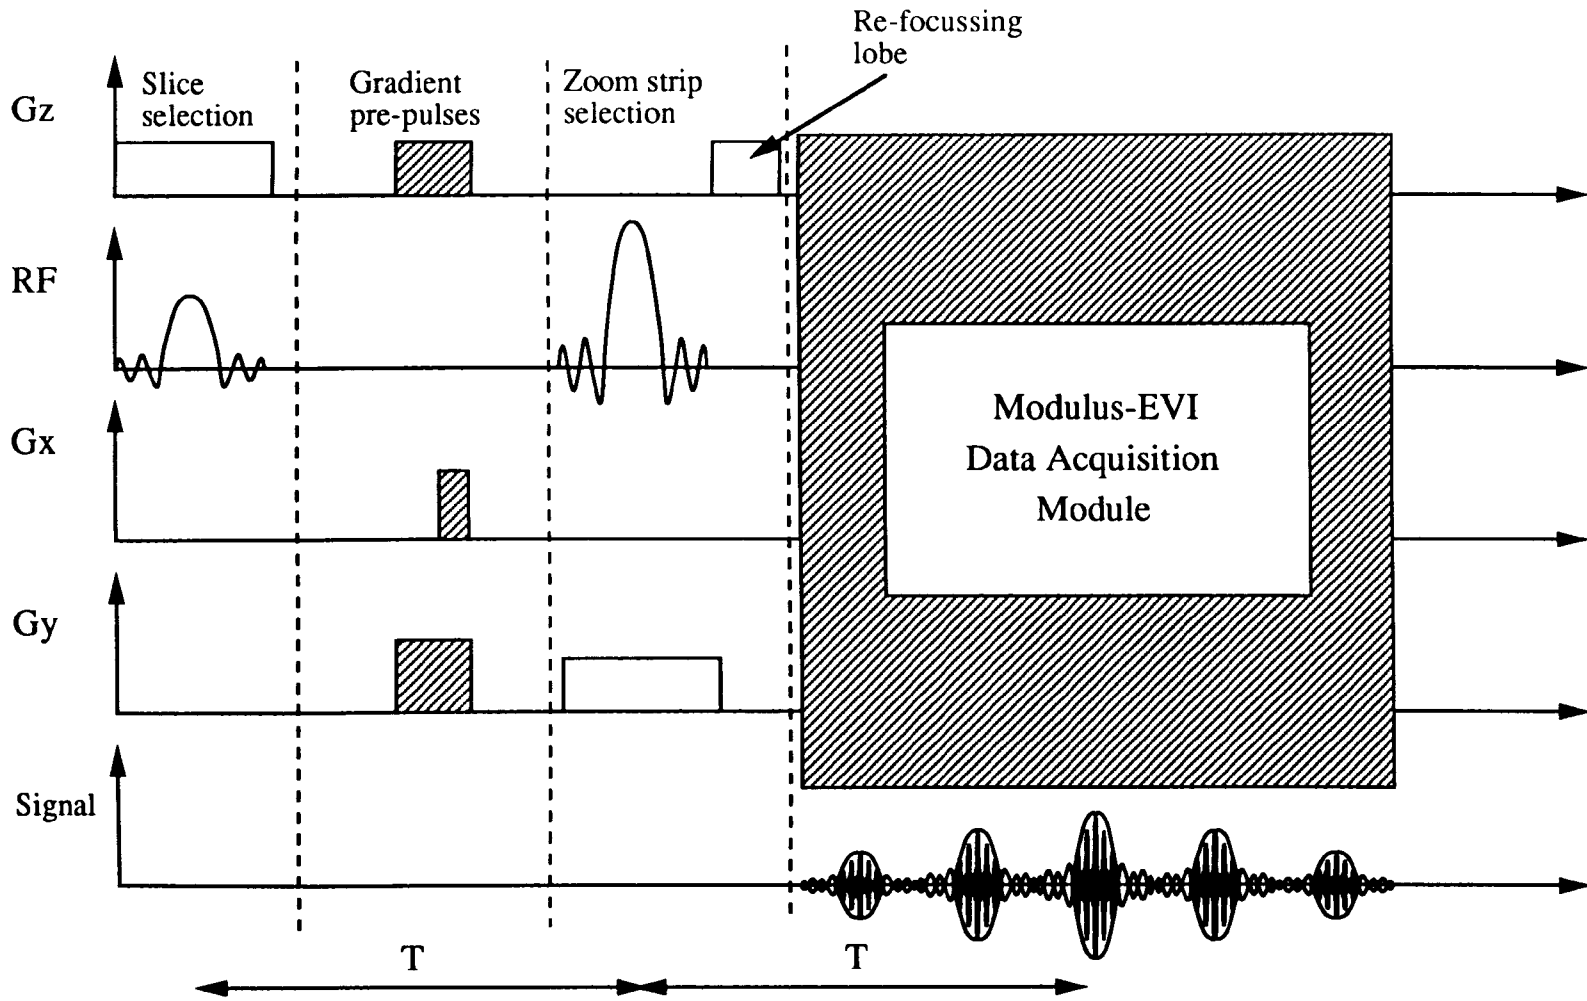 Re-focussing
lobe
Slice
selection
Gradient
pre-pulses
Zoom strip
selection
Gz
RF
Gx
Modulus-EVI
Data Acquisition
Module
Gy
Signal
T
T